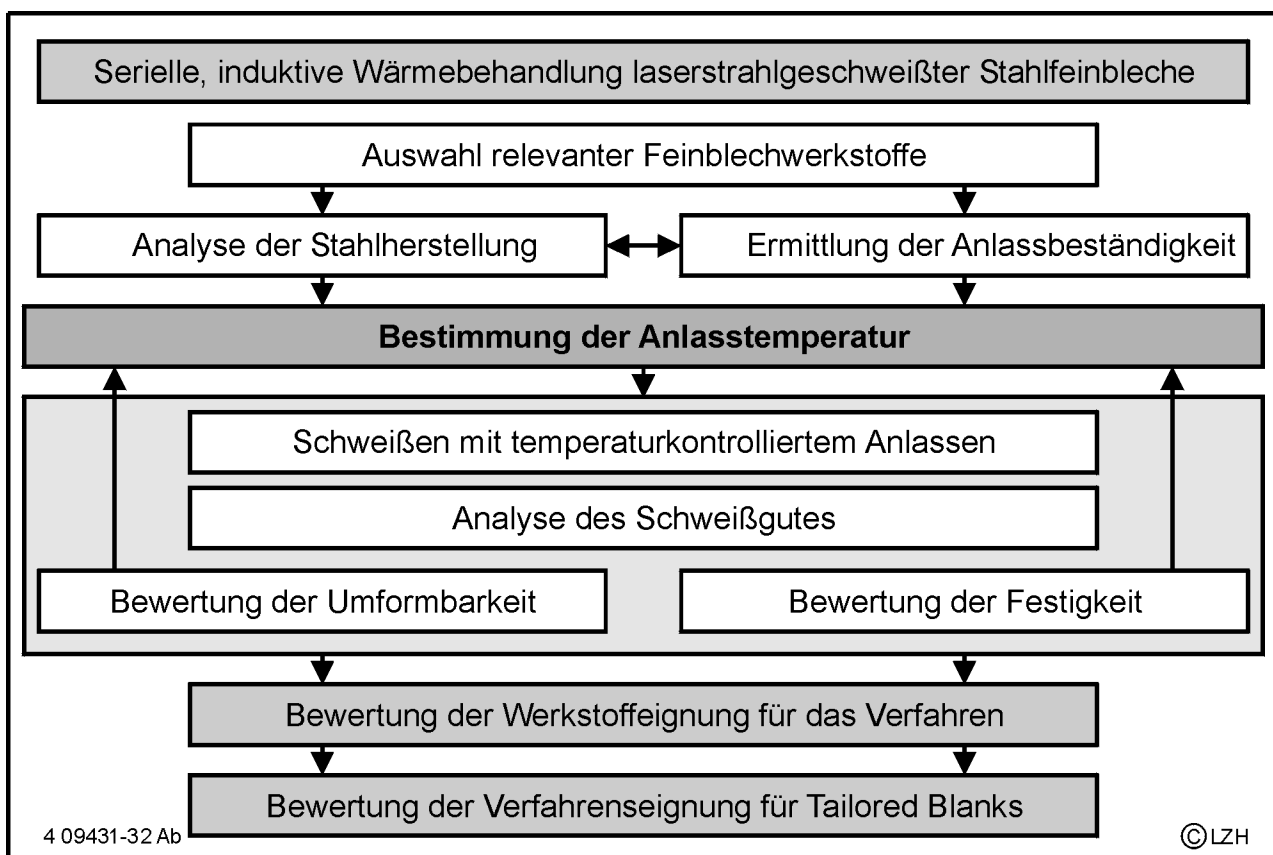 Serielle, induktive Wärmebehandlung laserstrahlgeschweißter Stahlfeinbleche
Auswahl relevanter Feinblechwerkstoffe
Analyse der Stahlherstellung
Ermittlung der Anlassbeständigkeit
Bestimmung der Anlasstemperatur
Schweißen mit temperaturkontrolliertem Anlassen
Analyse des Schweißgutes
Bewertung der Umformbarkeit
Bewertung der Festigkeit
Bewertung der Werkstoffeignung für das Verfahren
Bewertung der Verfahrenseignung für Tailored Blanks
4 09431-32 Ab
©LZH